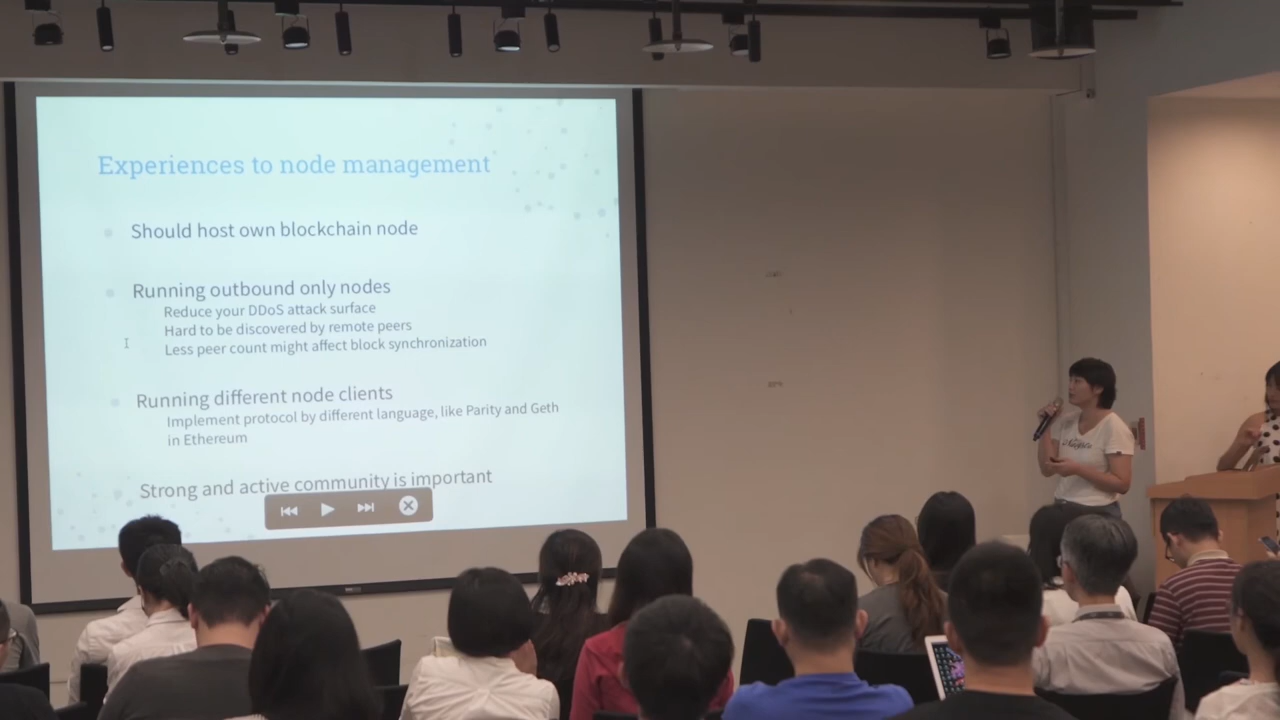 Experiences to node management
Should host own blockchain node
Running outbound only nodes
Reduce your DDoS attack surface
Hard to be discovered by remote peers
Less peer count might affect block synchronization
Running different node clients
Implement protocol by different language, like Parity and Geth
in Ethereum
Strong and active community is important